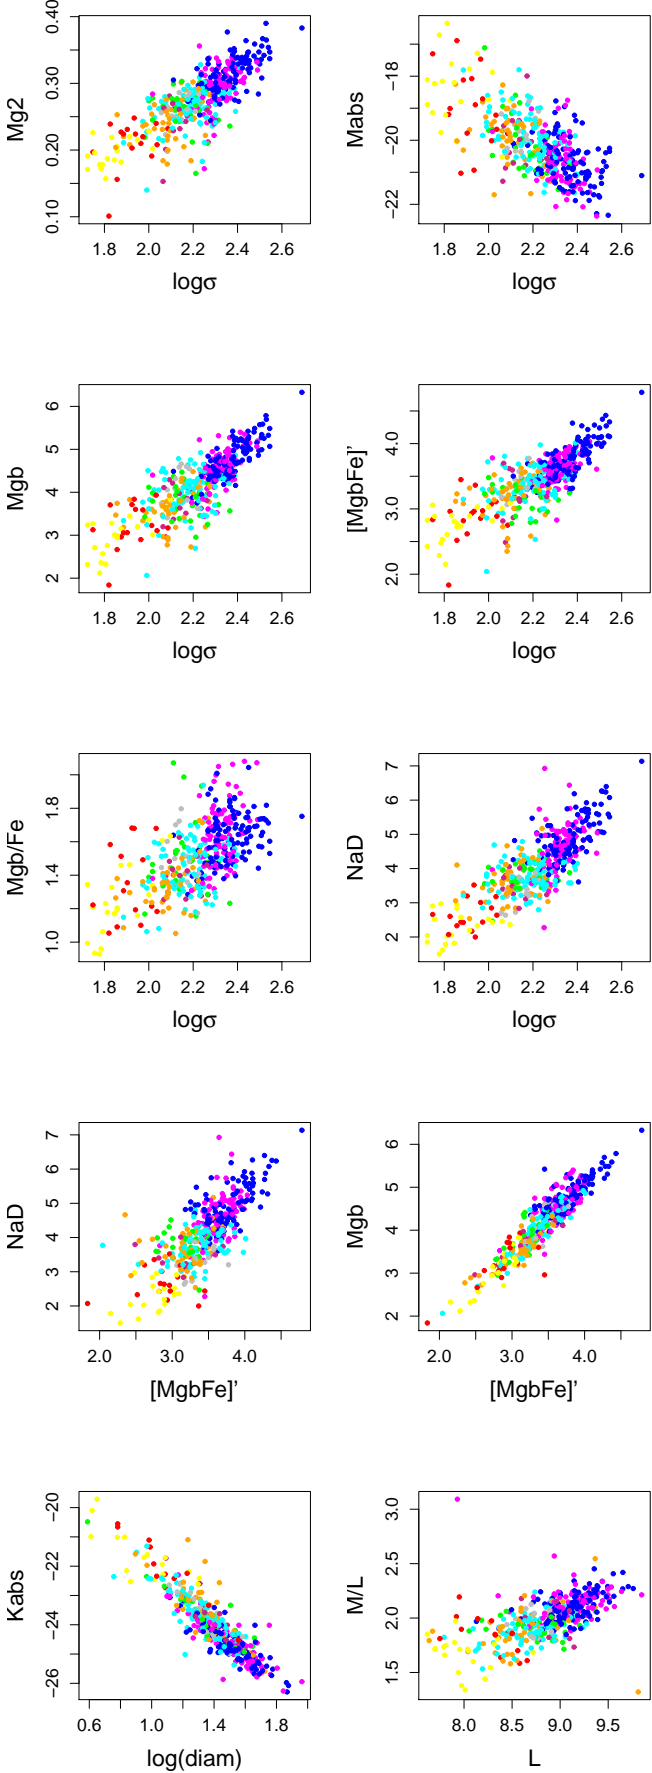 Mg2
0.10 0.20 0.30 0.40
1.8 2.0 2.2 2.4 2.6
logσ
Mabs
−22 −20 −18
1.8 2.0 2.2 2.4 2.6
logσ
Mgb
2 3 4 5 6
1.8 2.0 2.2 2.4 2.6
logσ
[MgbFe]'
2.0 3.0 4.0
1.8 2.0 2.2 2.4 2.6
logσ
Mgb/Fe
1.0 1.4 1.8
1.8 2.0 2.2 2.4 2.6
logσ
NaD
2 3 4 5 6 7
1.8 2.0 2.2 2.4 2.6
logσ
NaD
2 3 4 5 6 7
2.0 3.0 4.0
[MgbFe]'
Mgb
2 3 4 5 6
2.0 3.0 4.0
[MgbFe]'
Kabs
−26 −24 −22 −20
0.6 1.0 1.4 1.8
log(diam)
M/L
1.5 2.0 2.5 3.0
8.0 8.5 9.0 9.5
L